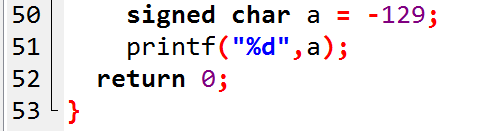 50 signed char a = -129;
51 printf("%d",a);
52 return 0;
53 }